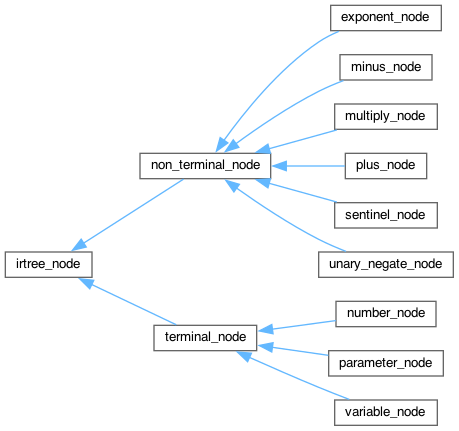 exponent_node
minus_node
multiply_node
non_terminal_node
plus_node
sentinel_node
irtree_node
unary_negate_node
number_node
terminal_node
parameter_node
variable_node